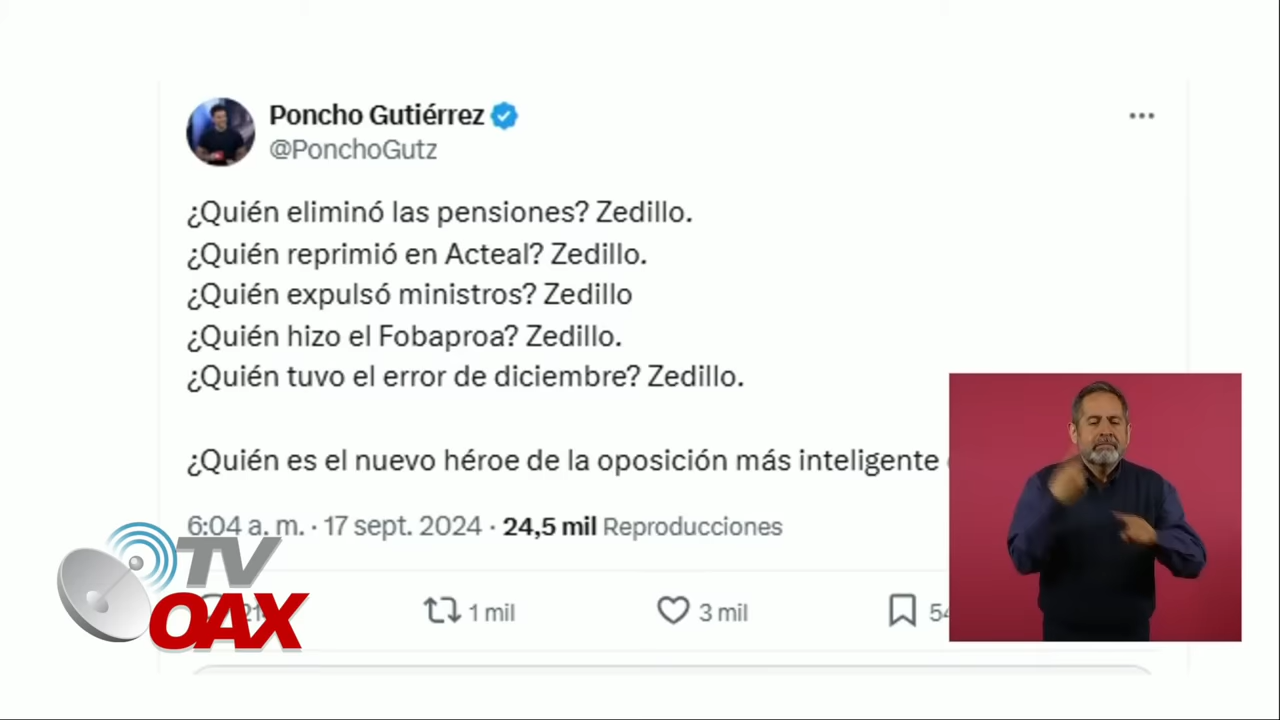 Poncho Gutiérrez
@PonchoGutz
¿Quién eliminó las pensiones? Zedillo.
¿Quién reprimió en Acteal? Zedillo.
¿Quién expulsó ministros? Zedillo
¿Quién hizo el Fobaproa? Zedillo.
¿Quién tuvo el error de diciembre? Zedillo.
¿Quién es el nuevo héroe de la oposición más inteligente
6:04 a. m. · 17 sept. 2024 · 24,5 mil Reproducciones
1 mil
3 mil
TV
OAX